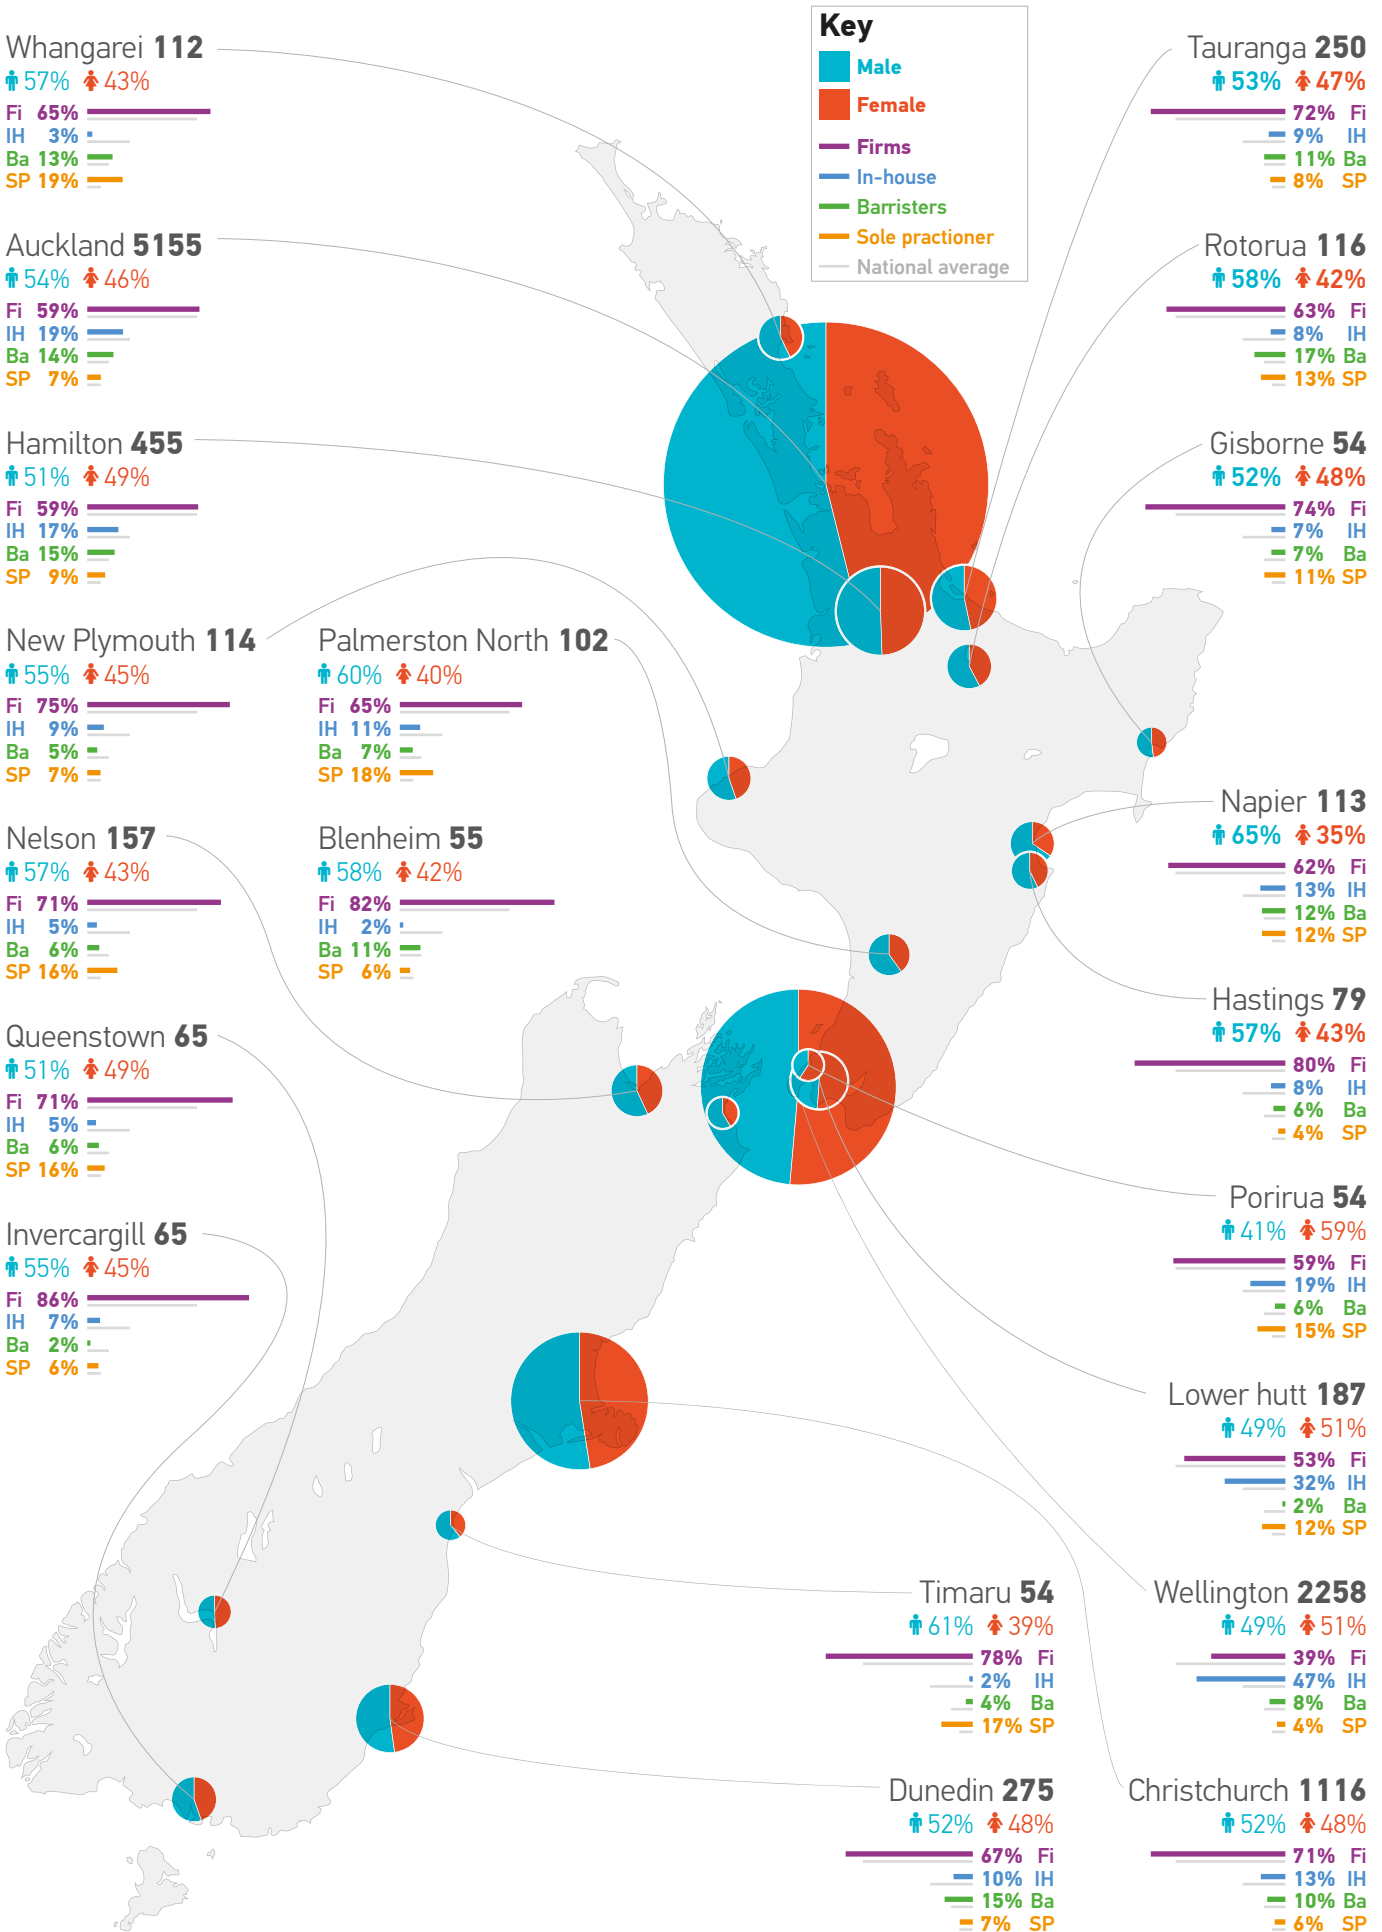 Key
Male
Female
Firms
In-house
Barristers
Sole practioner
National average
Whangarei 112
57% 43%
Fi 65%
IH 3%
Ba 13%
SP 19%
Auckland 5155
54% 46%
Fi 59%
IH 19%
Ba 14%
SP 7%
Hamilton 455
51% 49%
Fi 59%
IH 17%
Ba 15%
SP 9%
New Plymouth 114
55% 45%
Fi 75%
IH 9%
Ba 5%
SP 7%
Palmerston North 102
60% 40%
Fi 65%
IH 11%
Ba 7%
SP 18%
Nelson 157
57% 43%
Fi 71%
IH 5%
Ba 6%
SP 16%
Blenheim 55
58% 42%
Fi 82%
IH 2%
Ba 11%
SP 6%
Queenstown 65
51% 49%
Fi 71%
IH 5%
Ba 6%
SP 16%
Invercargill 65
55% 45%
Fi 86%
IH 7%
Ba 2%
SP 6%
Tauranga 250
53% 47%
72% Fi
9% IH
11% Ba
8% SP
Rotorua 116
58% 42%
63% Fi
8% IH
17% Ba
13% SP
Gisborne 54
52% 48%
74% Fi
7% IH
7% Ba
11% SP
Napier 113
65% 35%
62% Fi
13% IH
12% Ba
12% SP
Hastings 79
57% 43%
80% Fi
8% IH
6% Ba
4% SP
Porirua 54
41% 59%
59% Fi
19% IH
6% Ba
15% SP
Lower hutt 187
49% 51%
53% Fi
32% IH
2% Ba
12% SP
Timaru 54
61% 39%
78% Fi
2% IH
4% Ba
17% SP
Wellington 2258
49% 51%
39% Fi
47% IH
8% Ba
4% SP
Dunedin 275
52% 48%
67% Fi
10% IH
15% Ba
7% SP
Christchurch 1116
52% 48%
71% Fi
13% IH
10% Ba
6% SP